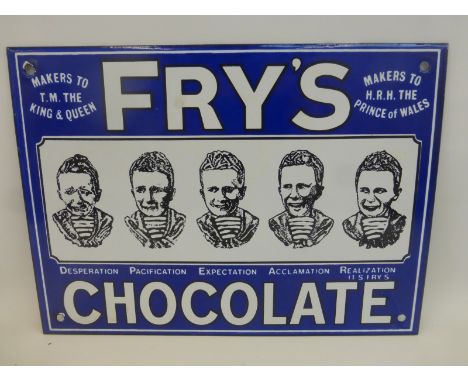 MAKERS TO
T.M. THE
KING & QUEEN
FRY'S
MAKERS TO
H.R.H. THE
PRINCE of WALES
DESPERATION PACIFICATION EXPECTATION ACCLAMATION REALIZATION
IT'S FRY'S
CHOCOLATE.